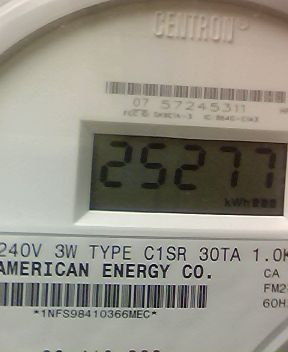 CENTRON®
07 57245311
25277
kWh
240V 3W TYPE C1SR 30TA 1.0K
AMERICAN ENERGY CO.
CA
FM2
60H
*1NFS98410366MEC*